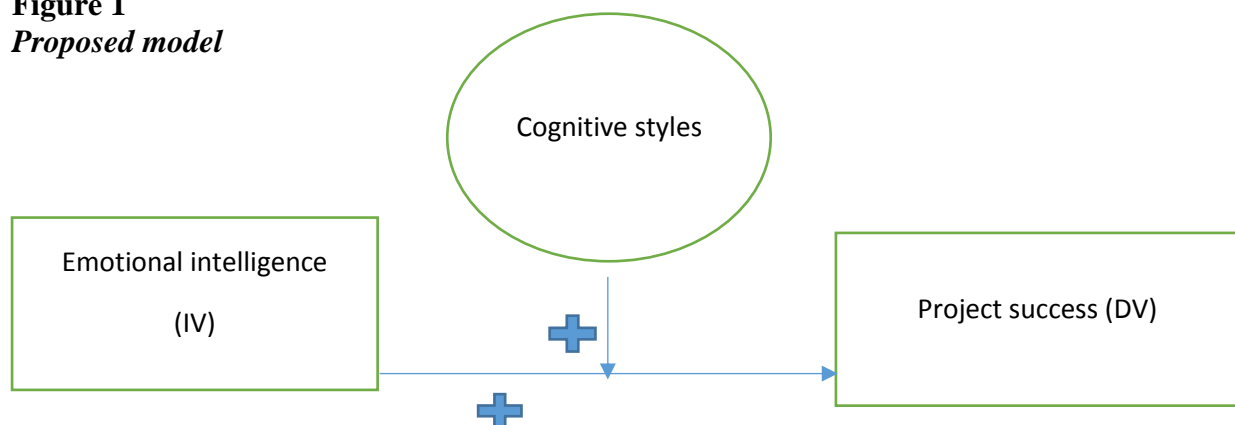 Figure 1
Proposed model
Cognitive styles
Emotional intelligence
(IV)
Project success (DV)